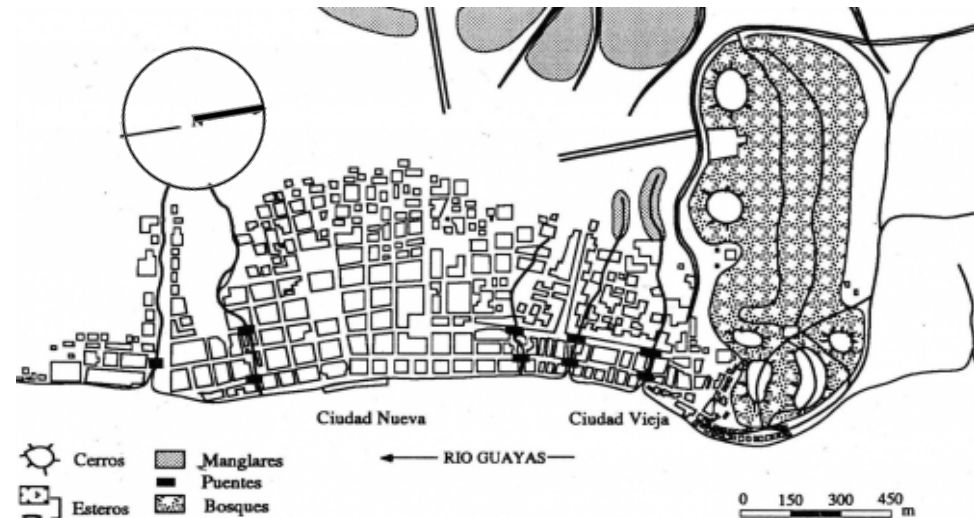 N
Ciudad Nueva
Ciudad Vieja
RIO GUAYAS
Cerros
Manglares
Puentes
Esteros
Bosques
0 150 300 450 m